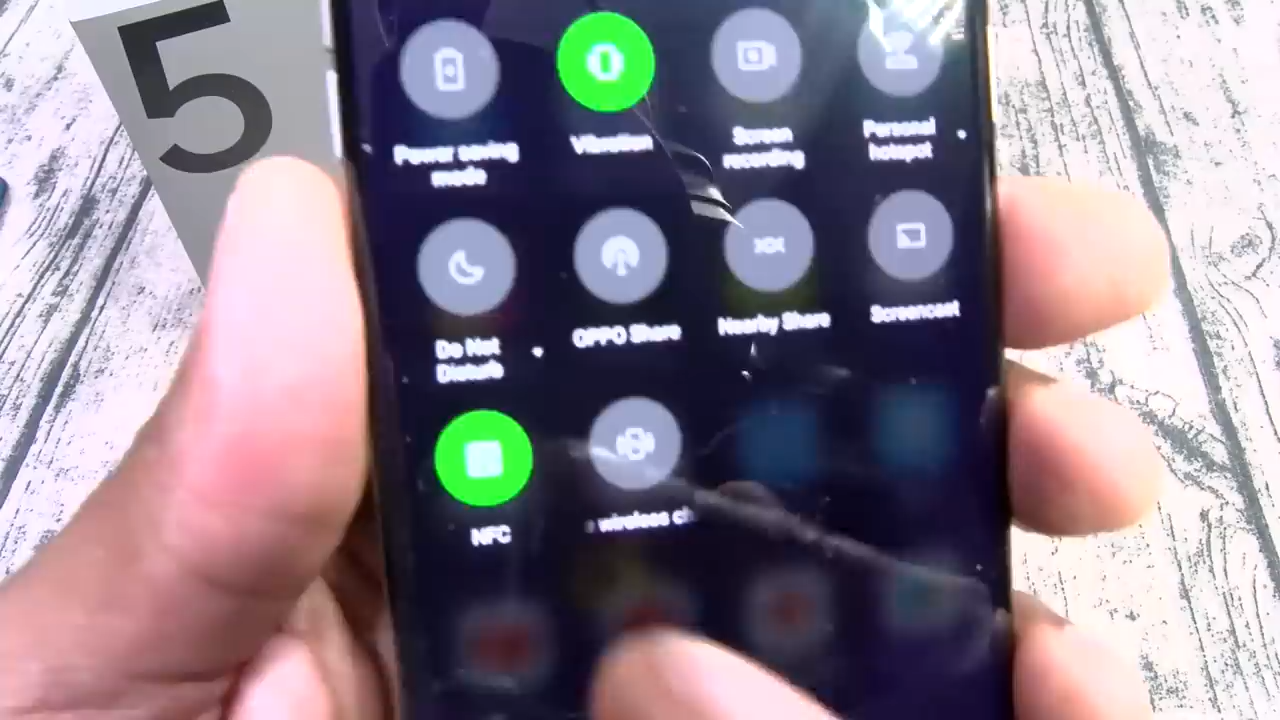 5
Power saving
mode
Vibration
Screen
recording
Personal
hotspot
Do Not
Disturb
OPPO Share
Nearby Share
Screencast
NFC
wireless ch